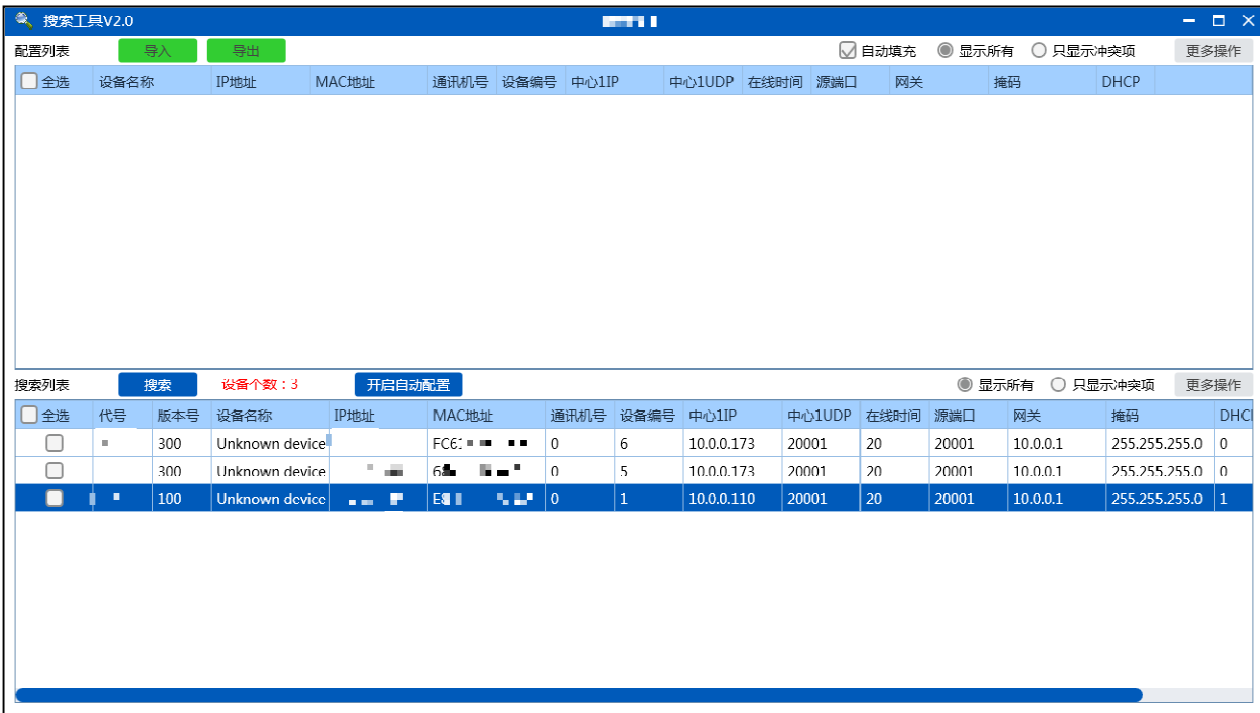 搜索工具V2.0
配置列表 导入 导出 自动填充 显示所有 只显示冲突项 更多操作
全选 设备名称 IP地址 MAC地址 通讯机号 设备编号 中心1IP 中心1UDP 在线时间 源端口 网关 掩码 DHCP
搜索列表 搜索 设备个数：3 开启自动配置 显示所有 只显示冲突项 更多操作
全选 代号 版本号 设备名称 IP地址 MAC地址 通讯机号 设备编号 中心1IP 中心1UDP 在线时间 源端口 网关 掩码 DHCI
300 Unknown device FC6 0 6 10.0.0.173 20001 20 20001 10.0.0.1 255.255.255.0 0
300 Unknown device 0 5 10.0.0.173 20001 20 20001 10.0.0.1 255.255.255.0 0
100 Unknown device 0 1 10.0.0.110 20001 20 20001 10.0.0.1 255.255.255.0 1